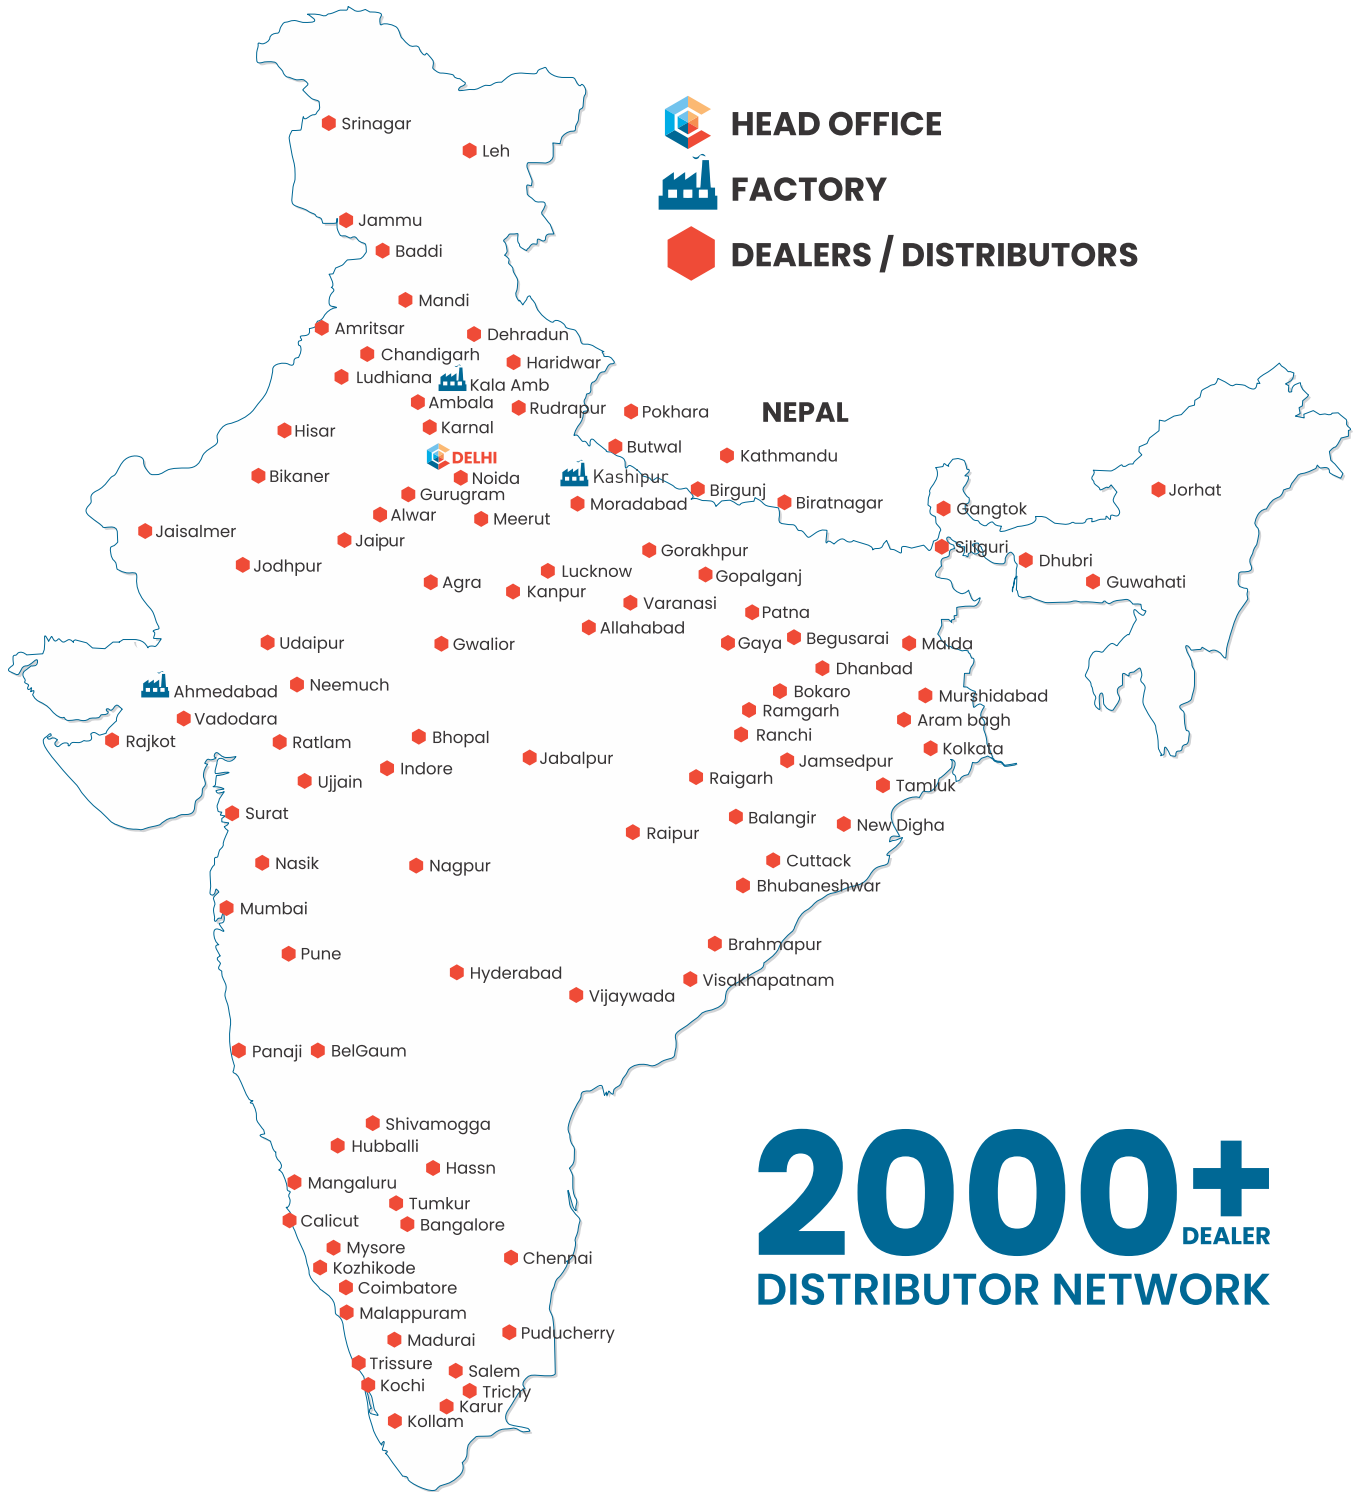 HEAD OFFICE
FACTORY
DEALERS / DISTRIBUTORS
Srinagar
Leh
Jammu
Baddi
Mandi
Amritsar
Dehradun
Chandigarh
Haridwar
Ludhiana
Kala Amb
Ambala
Rudrapur
Pokhara
NEPAL
Karnal
Hisar
Butwal
Kathmandu
DELHI
Bikaner
Noida
Kashipur
Birgunj
Jorhat
Gurugram
Moradabad
Biratnagar
Gangtok
Alwar
Meerut
Jaisalmer
Jaipur
Siliguri
Gorakhpur
Dhubri
Jodhpur
Lucknow
Gopalganj
Agra
Guwahati
Kanpur
Varanasi
Patna
Allahabad
Begusarai
Udaipur
Gwalior
Gaya
Malda
Dhanbad
Neemuch
Ahmedabad
Bokaro
Murshidabad
Ramgarh
Vadodara
Aram bagh
Rajkot
Ratlam
Bhopal
Ranchi
Kolkata
Jabalpur
Jamsedpur
Indore
Ujjain
Raigarh
Tamluk
Surat
Balangir
New Digha
Raipur
Nasik
Nagpur
Cuttack
Bhubaneshwar
Mumbai
Pune
Brahmapur
Hyderabad
Visakhapatnam
Vijaywada
Panaji
BelGaum
Shivamogga
Hubballi
Hassn
Mangaluru
Tumkur
Calicut
Bangalore
Mysore
Chennai
Kozhikode
Coimbatore
Malappuram
Puducherry
Madurai
Trissure
Salem
Kochi
Trichy
Karur
Kollam
2000+
DEALER
DISTRIBUTOR NETWORK